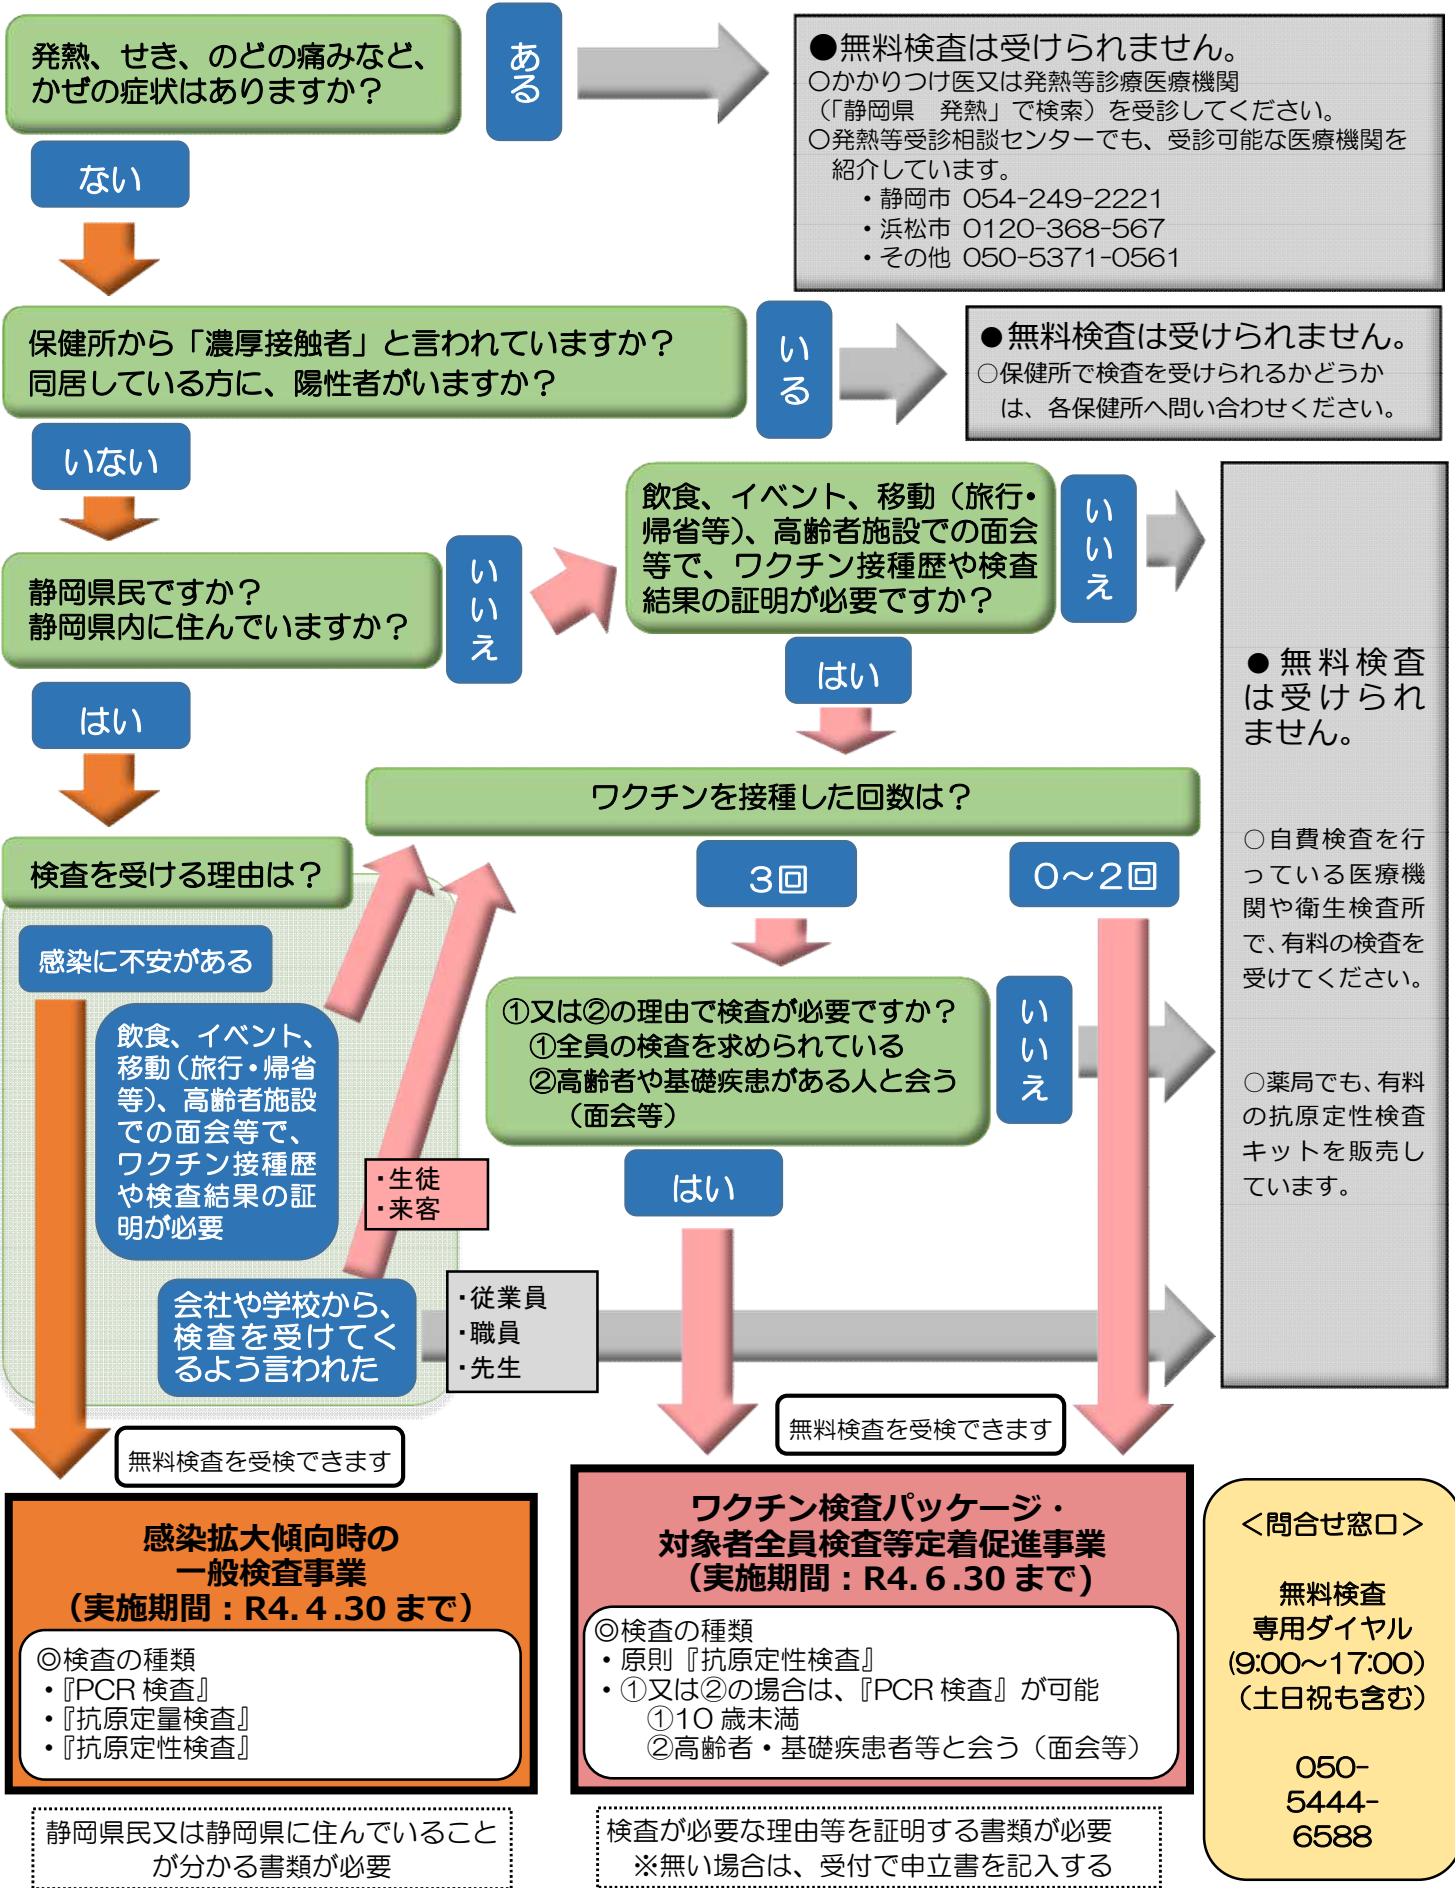 発熱、せき、のどの痛みなど、
かぜの症状はありますか？
ある
●無料検査は受けられません。
○かかりつけ医又は発熱等診療医療機関
（「静岡県　発熱」で検索）を受診してください。
○発熱等受診相談センターでも、受診可能な医療機関を
紹介しています。
・静岡市 054-249-2221
・浜松市 0120-368-567
・その他 050-5371-0561
ない
保健所から「濃厚接触者」と言われていますか？
同居している方に、陽性者がいますか？
いる
●無料検査は受けられません。
○保健所で検査を受けられるかどうか
は、各保健所へ問い合わせください。
いない
静岡県民ですか？
静岡県内に住んでいますか？
いいえ
飲食、イベント、移動（旅行・
帰省等）、高齢者施設での面会
等で、ワクチン接種歴や検査
結果の証明が必要ですか？
いいえ
はい
はい
●無料検査
は受けられ
ません。
○自費検査を行
っている医療機
関や衛生検査所
で、有料の検査を
受けてください。
○薬局でも、有料
の抗原定性検査
キットを販売し
ています。
ワクチンを接種した回数は？
3回
0～2回
検査を受ける理由は？
感染に不安がある
飲食、イベント、
移動（旅行・帰省
等）、高齢者施設
での面会等で、
ワクチン接種歴
や検査結果の証
明が必要
・生徒
・来客
会社や学校から、
検査を受けてく
るよう言われた
・従業員
・職員
・先生
①又は②の理由で検査が必要ですか？
①全員の検査を求められている
②高齢者や基礎疾患がある人と会う
（面会等）
いいえ
はい
無料検査を受検できます
無料検査を受検できます
感染拡大傾向時の
一般検査事業
（実施期間：R4.4.30 まで）
◎検査の種類
・『PCR 検査』
・『抗原定量検査』
・『抗原定性検査』
静岡県民又は静岡県に住んでいること
が分かる書類が必要
ワクチン検査パッケージ・
対象者全員検査等定着促進事業
（実施期間：R4.6.30 まで）
◎検査の種類
・原則『抗原定性検査』
・①又は②の場合は、『PCR 検査』が可能
①10 歳未満
②高齢者・基礎疾患者等と会う（面会等）
検査が必要な理由等を証明する書類が必要
※無い場合は、受付で申立書を記入する
＜問合せ窓口＞
無料検査
専用ダイヤル
(9:00～17:00)
（土日祝も含む）
050-
5444-
6588